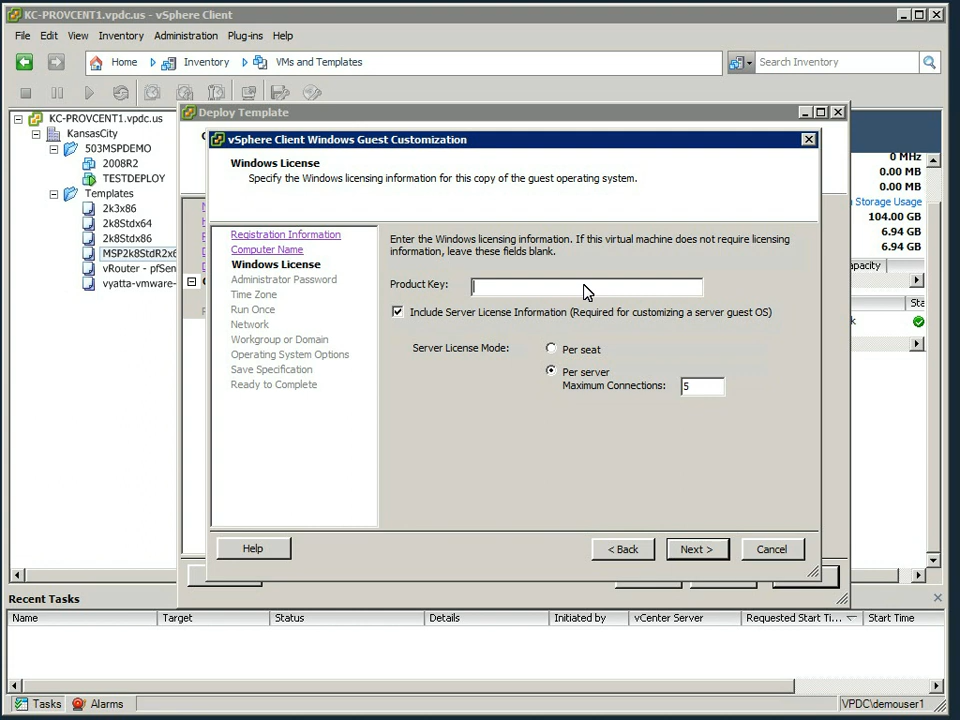 KC-PROVCENT1.vpdc.us - vSphere Client
File Edit View Inventory Administration Plug-ins Help
Home Inventory VMs and Templates Search Inventory
Deploy Template
KC-PROVCENT1.vpdc.us
KansasCity
503MSPDEMO
2008R2
TESTDEPLOY
Templates
2k3x86
2k8Stdx64
2k8Stdx86
MSP2k8StdR2x6
vRouter - pfSen
vyatta-vmware-
vSphere Client Windows Guest Customization
Windows License
Specify the Windows licensing information for this copy of the guest operating system.
Registration Information
Computer Name
Windows License
Administrator Password
Time Zone
Run Once
Network
Workgroup or Domain
Operating System Options
Save Specification
Ready to Complete
Enter the Windows licensing information. If this virtual machine does not require licensing
information, leave these fields blank.
Product Key:
Include Server License Information (Required for customizing a server guest OS)
Server License Mode: Per seat
Per server
Maximum Connections: 5
Help < Back Next > Cancel
0 MHz
0.00 MB
0.00 MB
Storage Usage
104.00 GB
6.94 GB
6.94 GB
apacity
Sta
k
Recent Tasks
Name Target Status Details Initiated by vCenter Server Requested Start Ti... Start Time
Tasks Alarms VPDC\demouser1